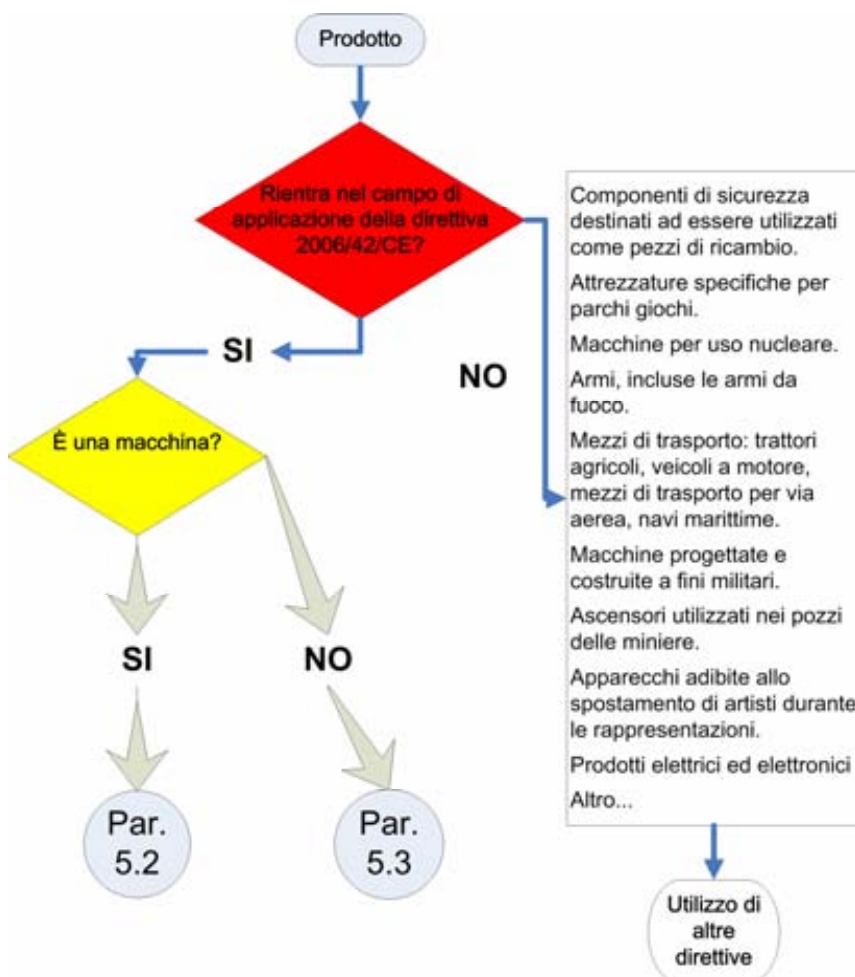 Prodotto
Rientra nel campo di
applicazione della direttiva
2006/42/CE?
SI
NO
È una macchina?
SI
NO
Par.
5.2
Par.
5.3
Componenti di sicurezza
destinati ad essere utilizzati
come pezzi di ricambio.
Attrezzature specifiche per
parchi giochi.
Macchine per uso nucleare.
Armi, incluse le armi da
fuoco.
Mezzi di trasporto: trattori
agricoli, veicoli a motore,
mezzi di trasporto per via
aerea, navi marittime.
Macchine progettate e
costruite a fini militari.
Ascensori utilizzati nei pozzi
delle miniere.
Apparecchi adibite allo
spostamento di artisti durante
le rappresentazioni.
Prodotti elettrici ed elettronici
Altro...
Utilizzo di
altre
direttive